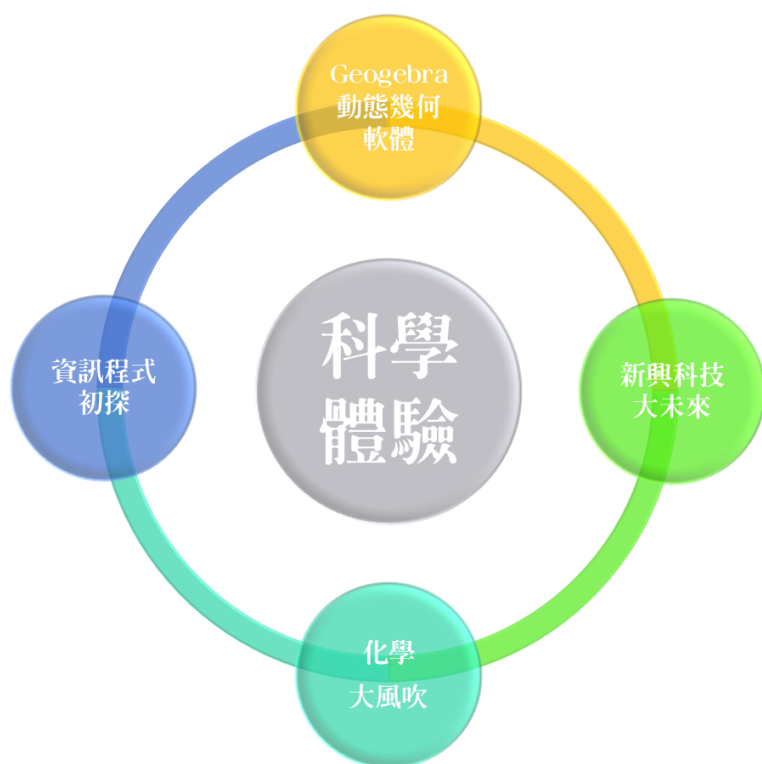 Geogebra
動態幾何
軟體
科學
體驗
資訊程式
初探
新興科技
大未來
化學
大風吹